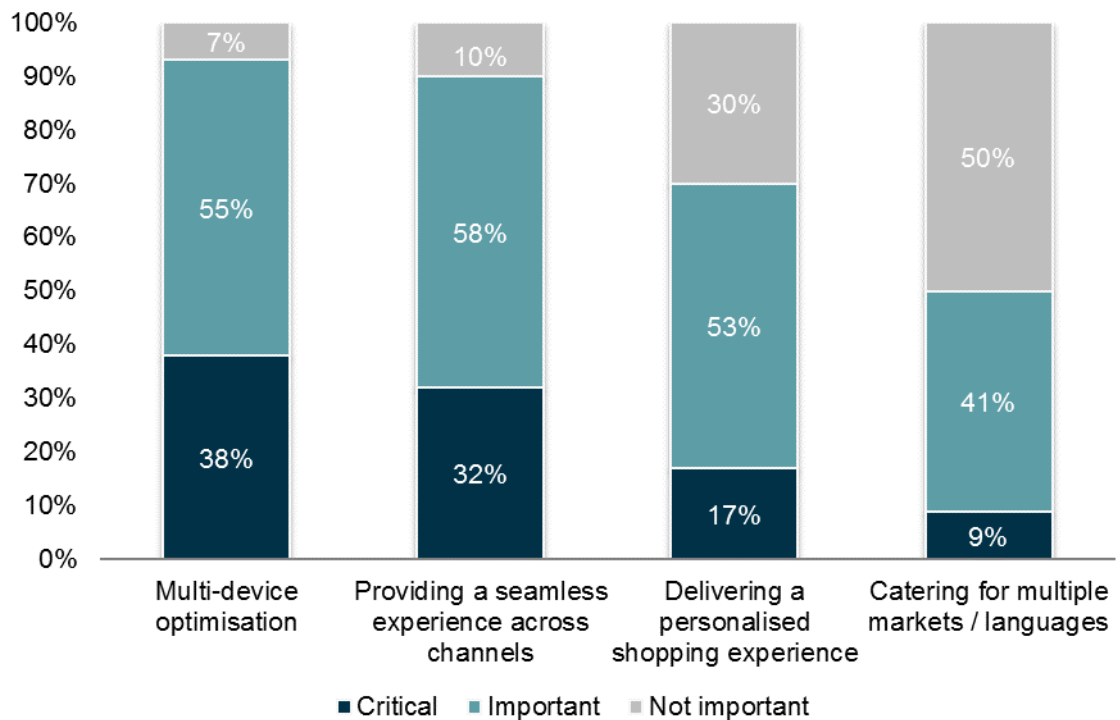 100%
90%
80%
70%
60%
50%
40%
30%
20%
10%
0%
7%
55%
38%
10%
58%
32%
30%
53%
17%
50%
41%
9%
Multi-device
optimisation
Providing a seamless
experience across
channels
Delivering a
personalised
shopping experience
Catering for multiple
markets / languages
Critical Important Not important